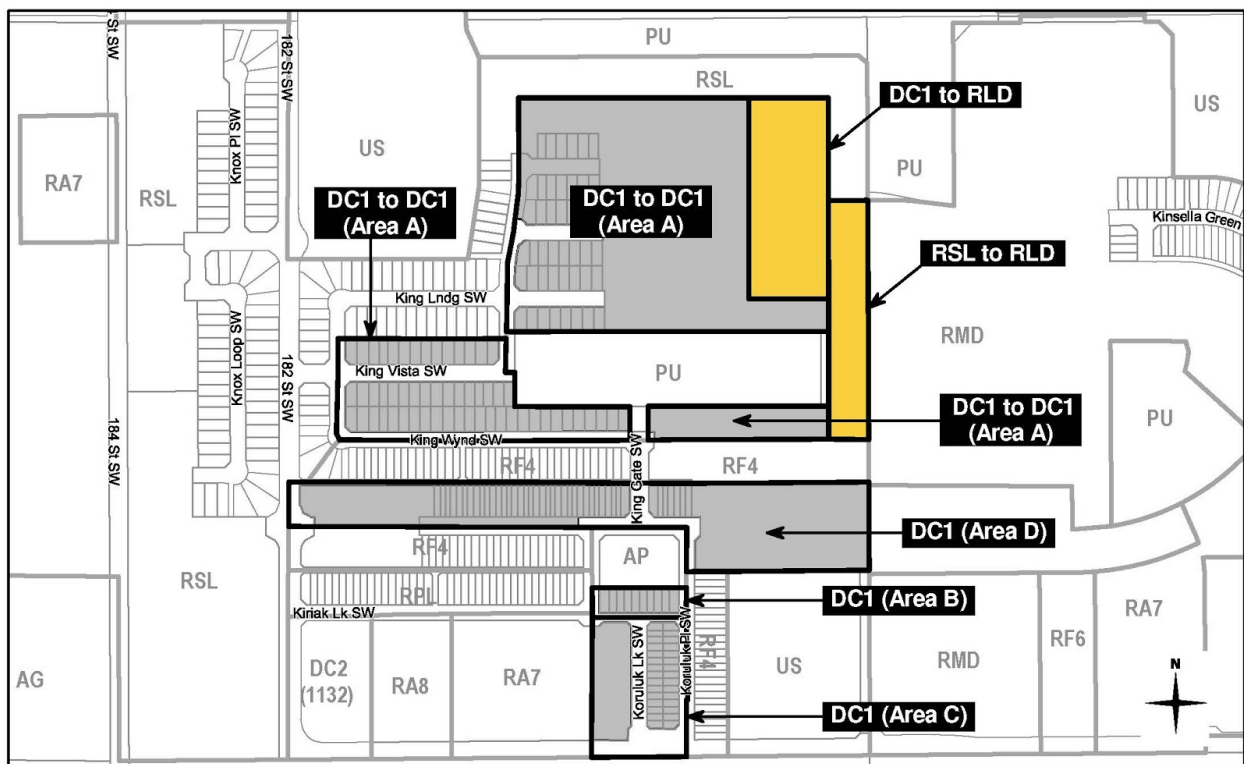 184 St SW
182 St SW
PU
US
RSL
DC1 to RLD
Knox Pl SW
US
RA7
RSL
DC1 to DC1
(Area A)
DC1 to DC1
(Area A)
PU
Kinsella Green
RSL to RLD
King Lndg SW
Knox Loop SW
182 St SW
RMD
King Vista SW
PU
DC1 to DC1
(Area A)
PU
184 St SW
King Wynd SW
King Gate SW
RF4
RF4
DC1 (Area D)
RF4
AP
RSL
RPL
DC1 (Area B)
Kiriak Lk SW
RA7
Koruluk Lk SW
Koruluk Pl SW
RF4
RF6
AG
DC2
(1132)
RA8
RA7
US
RMD
N
DC1 (Area C)